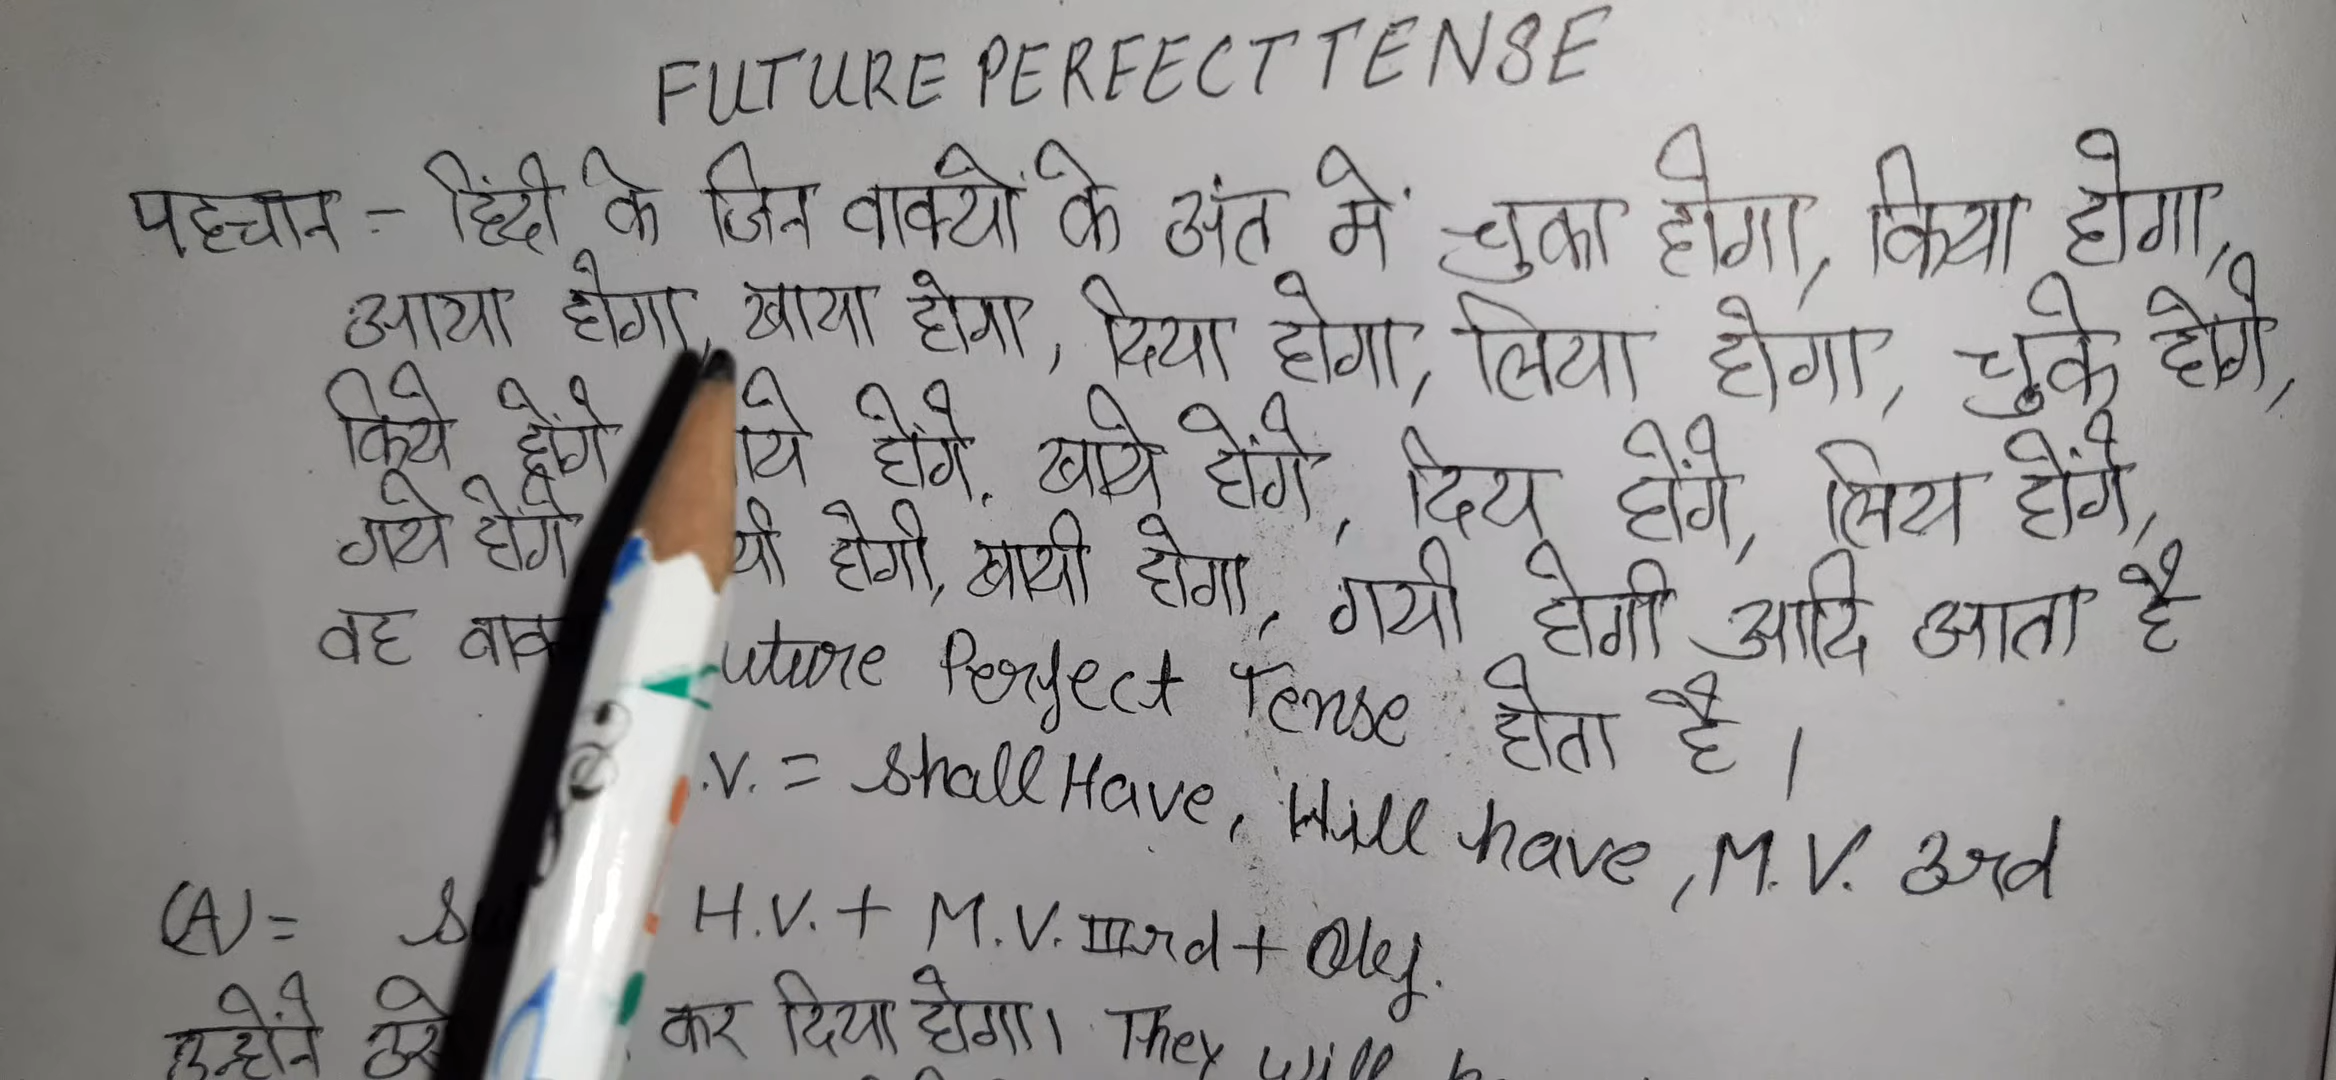 FUTURE PERFECT TENSE
पहचान :- हिंदी के जिन वाक्यों के अंत में चुका होगा, किया होगा,
आया होगा, खाया होगा, दिया होगा, लिया होगा, चुके होगे,
किये होंगे होंगे, खाये होंगे, दिय होंगे, लिय होंगे,
गये होंगे होगी, खायी होगा, गयी होगी आदि आता है
वह Perfect Tense होता है।
.V. = shall Have, Will have, M.V. 3rd
(A) = H.V. + M.V. IIIrd + Obj.
उन्होंने कर दिया होगा। They will